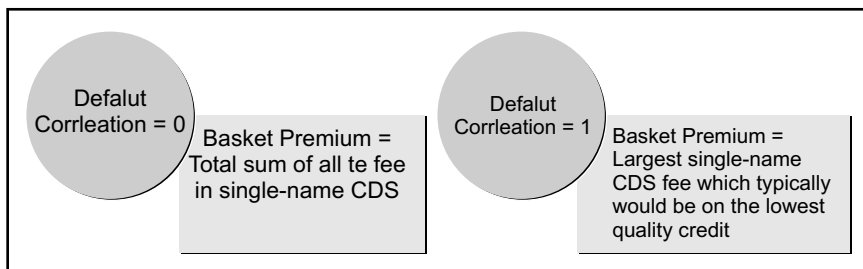 Defalut
Corrleation = 0
Basket Premium =
Total sum of all te fee
in single-name CDS
Defalut
Corrleation = 1
Basket Premium =
Largest single-name
CDS fee which typically
would be on the lowest
quality credit